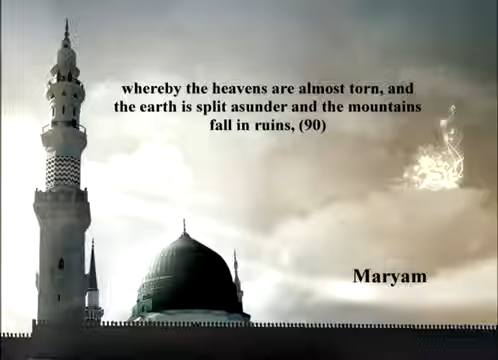 whereby the heavens are almost torn, and
the earth is split asunder and the mountains
fall in ruins, (90)
Maryam